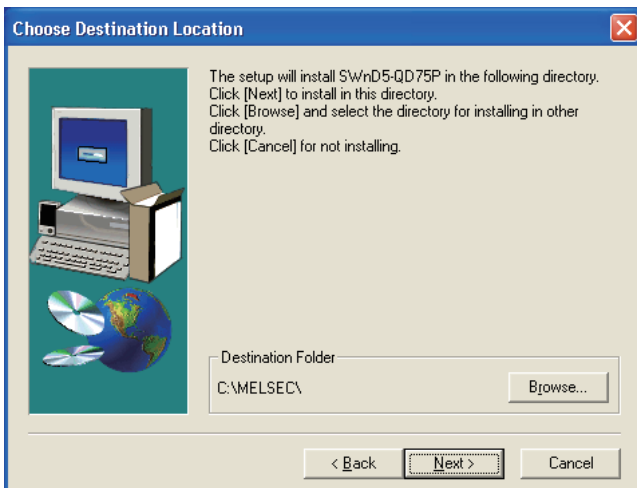 Choose Destination Location
The setup will install SWnD5-QD75P in the following directory.
Click [Next] to install in this directory.
Click [Browse] and select the directory for installing in other
directory.
Click [Cancel] for not installing.
Destination Folder
C:\MELSEC\
Browse...
< Back
Next >
Cancel